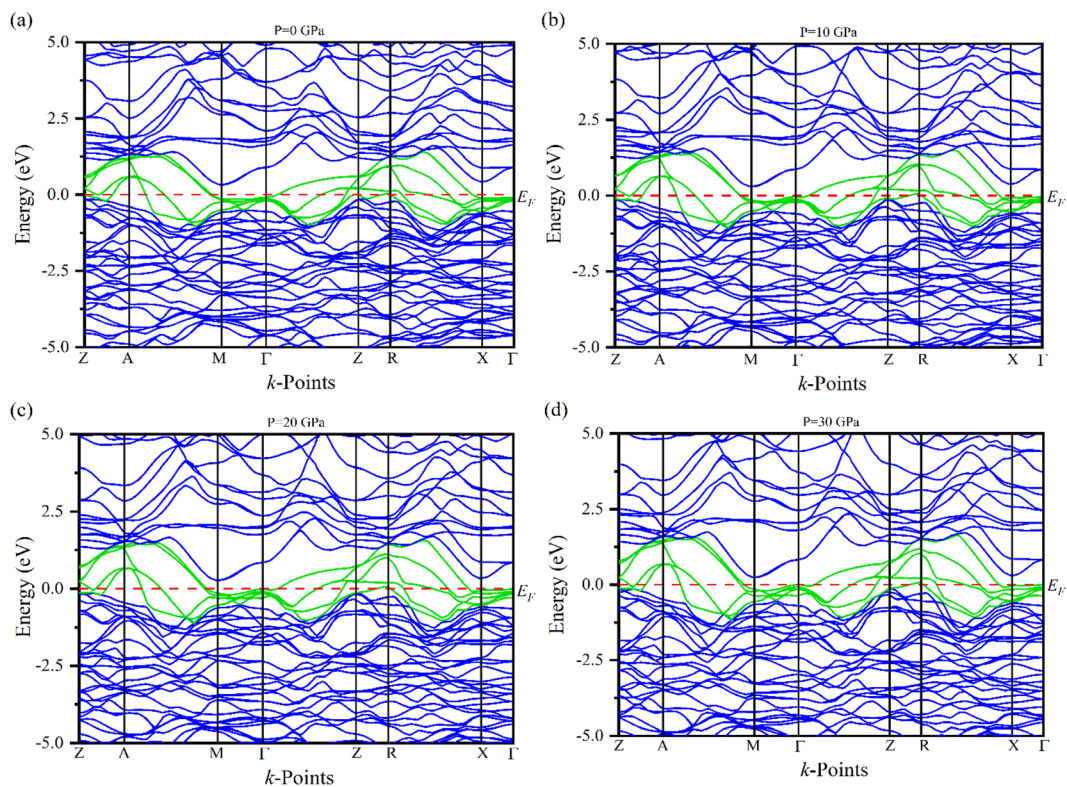 (a)
P=0 GPa
5.0
2.5
0.0
-2.5
-5.0
Energy (eV)
E_F
Z A M Γ Z R X Γ
k-Points
(b)
P=10 GPa
5.0
2.5
0.0
-2.5
-5.0
Energy (eV)
E_F
Z A M Γ Z R X Γ
k-Points
(c)
P=20 GPa
5.0
2.5
0.0
-2.5
-5.0
Energy (eV)
E_F
Z A M Γ Z R X Γ
k-Points
(d)
P=30 GPa
5.0
2.5
0.0
-2.5
-5.0
Energy (eV)
E_F
Z A M Γ Z R X Γ
k-Points